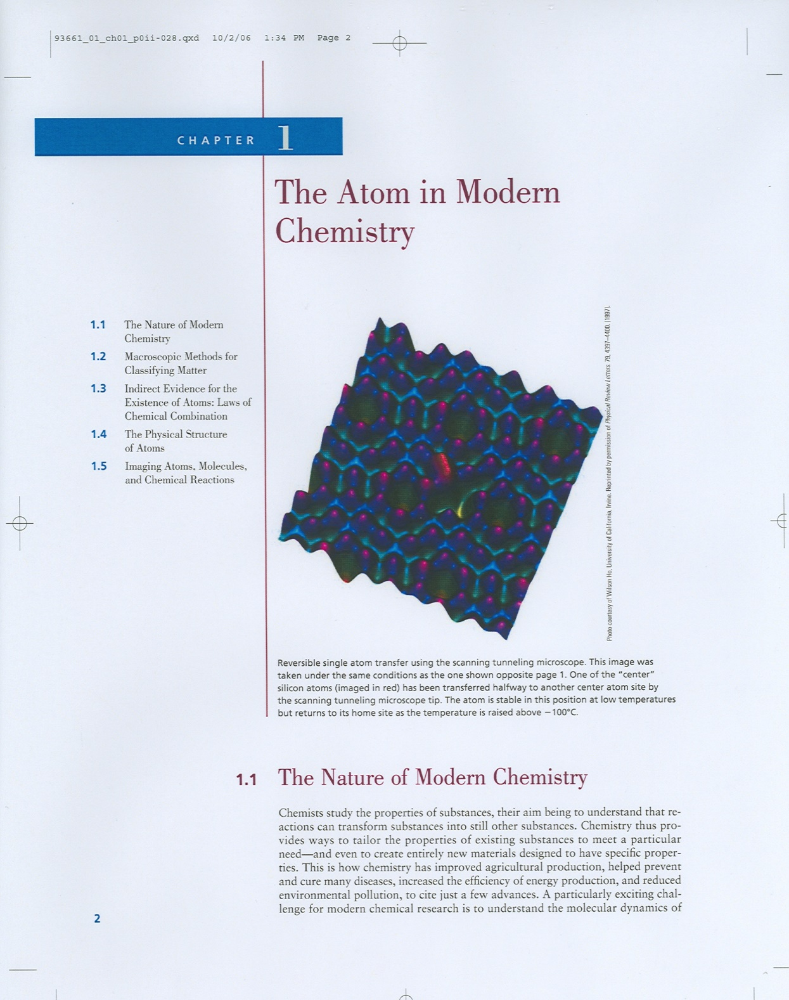 93661_01_ch01_p0ii-028.qxd 10/2/06 1:34 PM Page 2
CHAPTER 1
The Atom in Modern
Chemistry
1.1 The Nature of Modern
Chemistry
1.2 Macroscopic Methods for
Classifying Matter
1.3 Indirect Evidence for the
Existence of Atoms: Laws of
Chemical Combination
1.4 The Physical Structure
of Atoms
1.5 Imaging Atoms, Molecules,
and Chemical Reactions
Photo courtesy of Wilson Ho, University of California, Irvine. Reprinted by permission of Physical Review Letters 79, 4397–4400. (1997).
Reversible single atom transfer using the scanning tunneling microscope. This image was
taken under the same conditions as the one shown opposite page 1. One of the “center”
silicon atoms (imaged in red) has been transferred halfway to another center atom site by
the scanning tunneling microscope tip. The atom is stable in this position at low temperatures
but returns to its home site as the temperature is raised above −100°C.
1.1 The Nature of Modern Chemistry
Chemists study the properties of substances, their aim being to understand that re-
actions can transform substances into still other substances. Chemistry thus pro-
vides ways to tailor the properties of existing substances to meet a particular
need—and even to create entirely new materials designed to have specific proper-
ties. This is how chemistry has improved agricultural production, helped prevent
and cure many diseases, increased the efficiency of energy production, and reduced
environmental pollution, to cite just a few advances. A particularly exciting chal-
lenge for modern chemical research is to understand the molecular dynamics of
2